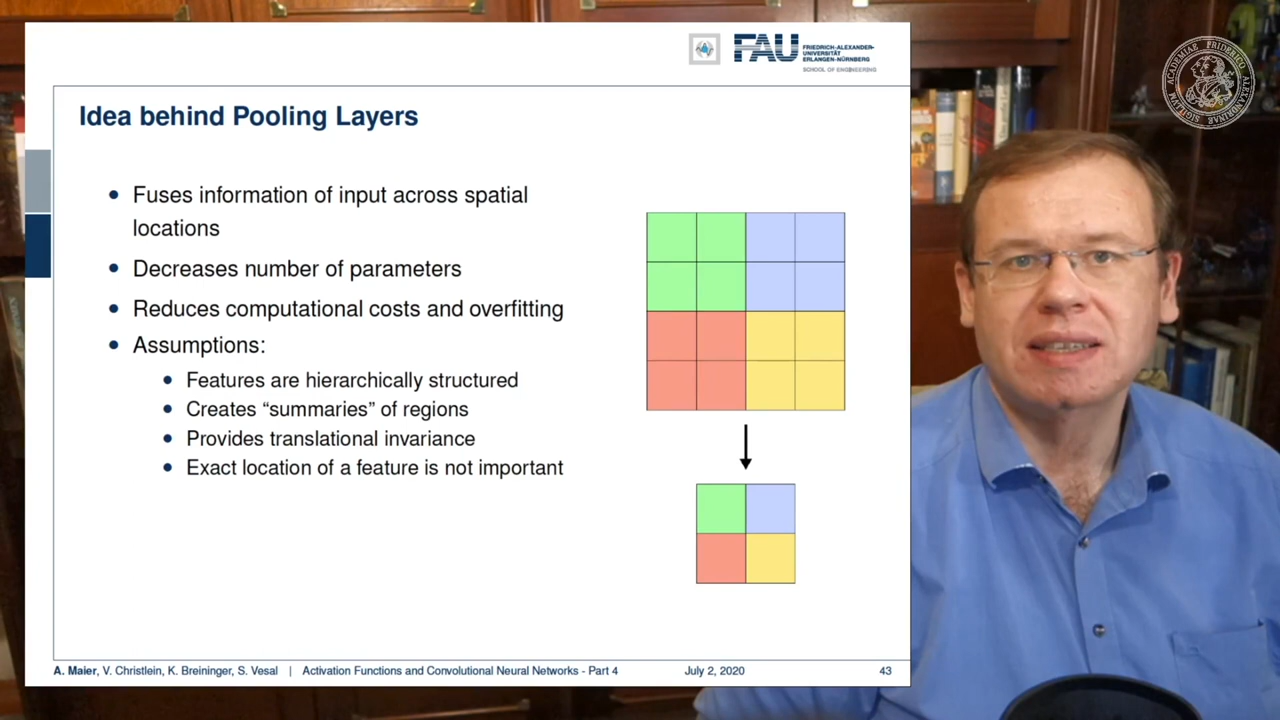 FAU
FRIEDRICH-ALEXANDER-
UNIVERSITÄT
ERLANGEN-NÜRNBERG
SCHOOL OF ENGINEERING
Idea behind Pooling Layers
• Fuses information of input across spatial
locations
• Decreases number of parameters
• Reduces computational costs and overfitting
• Assumptions:
• Features are hierarchically structured
• Creates “summaries” of regions
• Provides translational invariance
• Exact location of a feature is not important
A. Maier, V. Christlein, K. Breininger, S. Vesal | Activation Functions and Convolutional Neural Networks - Part 4 July 2, 2020 43